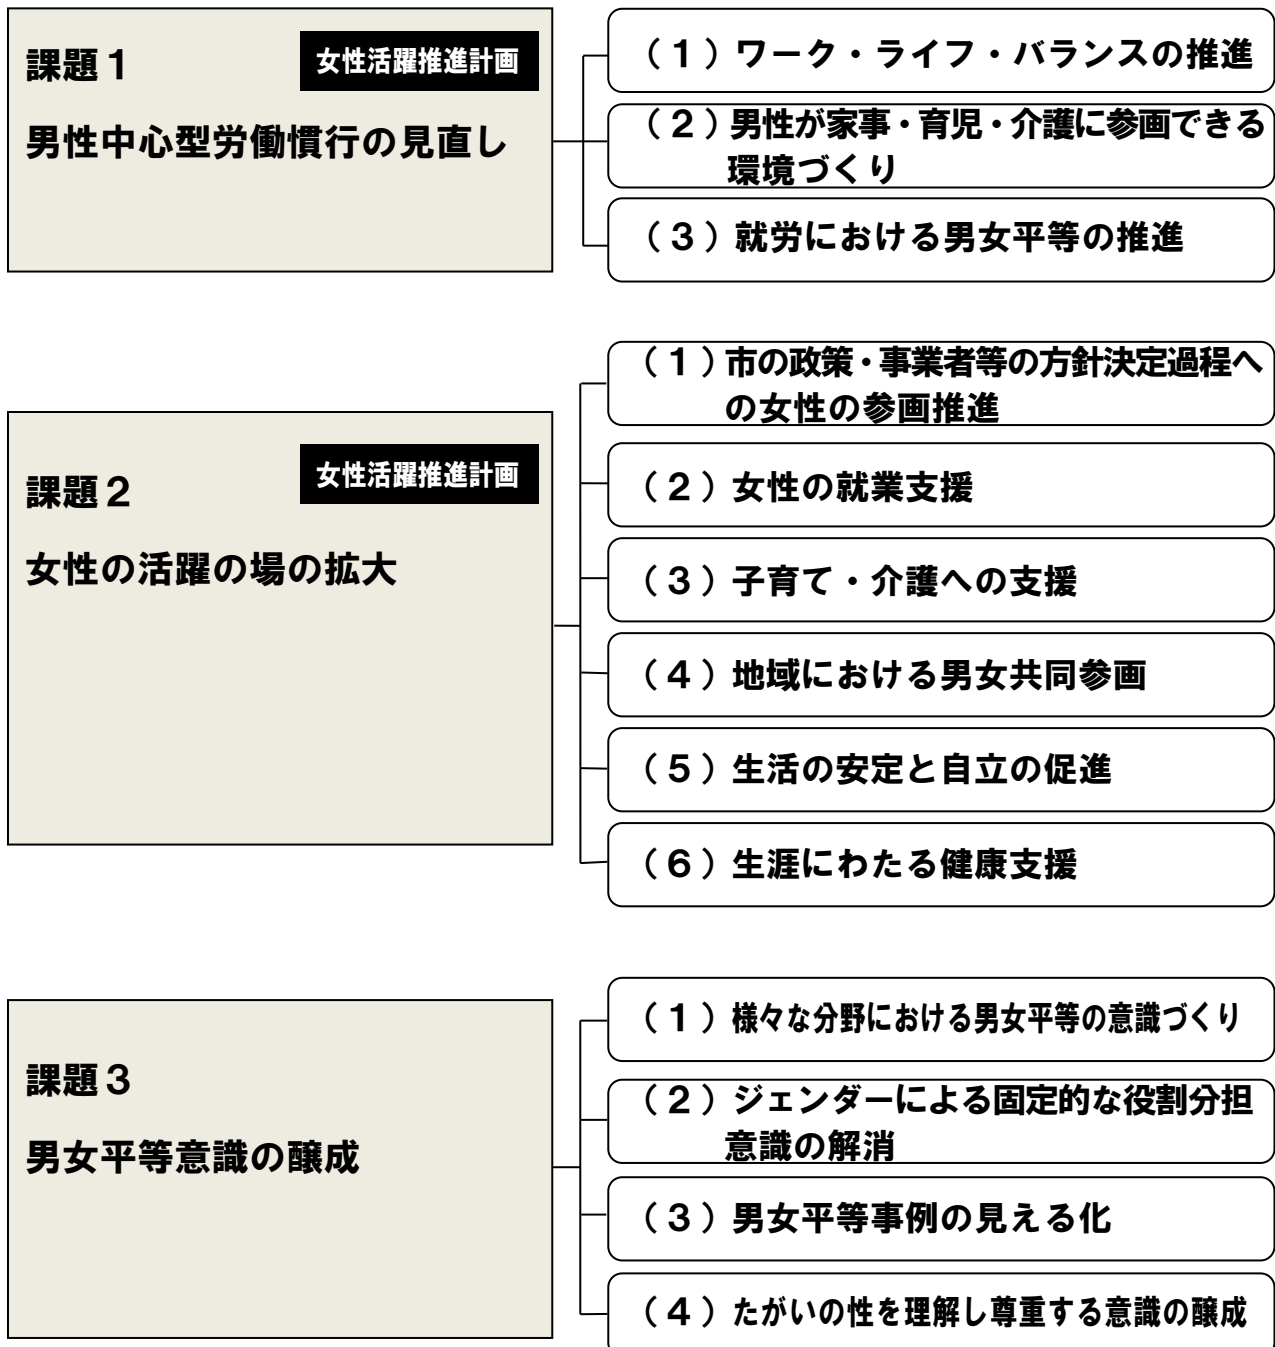 課題１
女性活躍推進計画
男性中心型労働慣行の見直し
（１）ワーク・ライフ・バランスの推進
（２）男性が家事・育児・介護に参画できる
環境づくり
（３）就労における男女平等の推進
課題２
女性活躍推進計画
女性の活躍の場の拡大
（１）市の政策・事業者等の方針決定過程へ
の女性の参画推進
（２）女性の就業支援
（３）子育て・介護への支援
（４）地域における男女共同参画
（５）生活の安定と自立の促進
（６）生涯にわたる健康支援
課題３
男女平等意識の醸成
（１）様々な分野における男女平等の意識づくり
（２）ジェンダーによる固定的な役割分担
意識の解消
（３）男女平等事例の見える化
（４）たがいの性を理解し尊重する意識の醸成